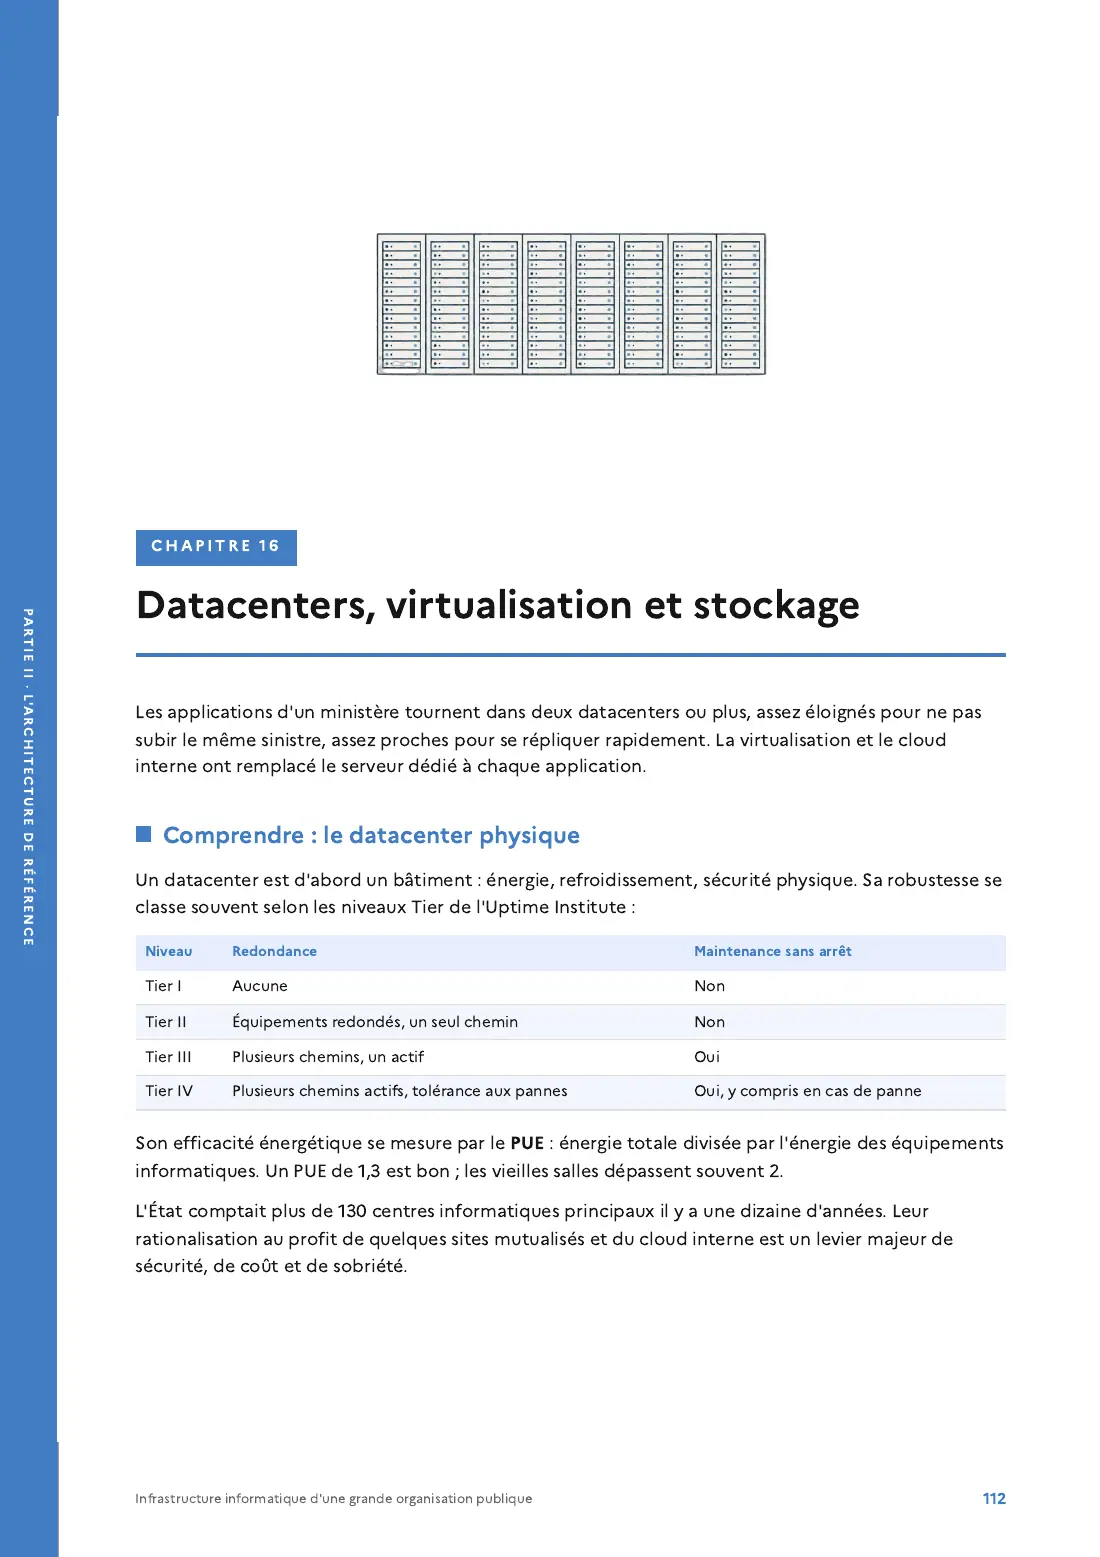 PARTIE II · L'ARCHITECTURE DE RÉFÉRENCE
CHAPITRE 16
Datacenters, virtualisation et stockage
Les applications d'un ministère tournent dans deux datacenters ou plus, assez éloignés pour ne pas
subir le même sinistre, assez proches pour se répliquer rapidement. La virtualisation et le cloud
interne ont remplacé le serveur dédié à chaque application.
Comprendre : le datacenter physique
Un datacenter est d'abord un bâtiment : énergie, refroidissement, sécurité physique. Sa robustesse se
classe souvent selon les niveaux Tier de l'Uptime Institute :
Niveau Redondance Maintenance sans arrêt
Tier I Aucune Non
Tier II Équipements redondés, un seul chemin Non
Tier III Plusieurs chemins, un actif Oui
Tier IV Plusieurs chemins actifs, tolérance aux pannes Oui, y compris en cas de panne
Son efficacité énergétique se mesure par le PUE : énergie totale divisée par l'énergie des équipements
informatiques. Un PUE de 1,3 est bon ; les vieilles salles dépassent souvent 2.
L'État comptait plus de 130 centres informatiques principaux il y a une dizaine d'années. Leur
rationalisation au profit de quelques sites mutualisés et du cloud interne est un levier majeur de
sécurité, de coût et de sobriété.
Infrastructure informatique d'une grande organisation publique 112